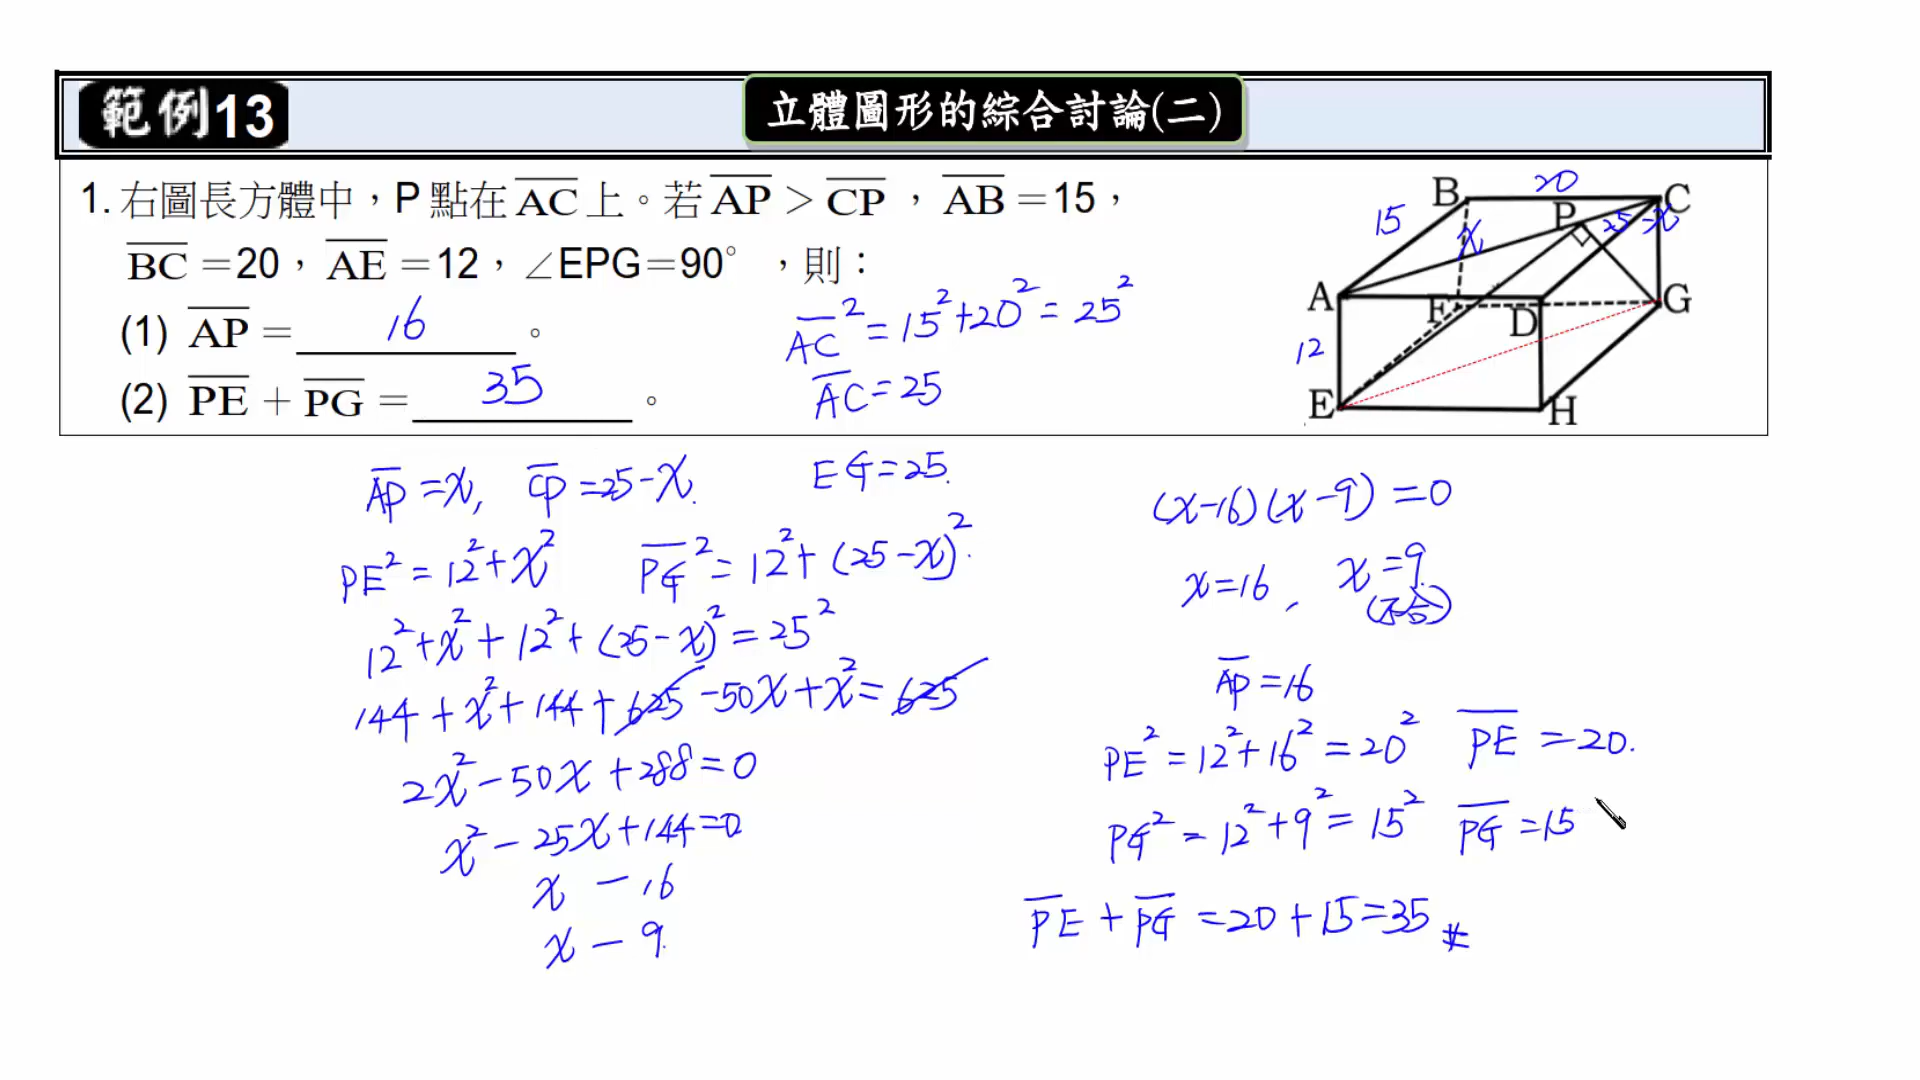 範例13
立體圖形的綜合討論(二)
1. 右圖長方體中，P 點在 AC 上。若 AP > CP ， AB =15，
BC =20， AE =12，∠EPG=90° ，則：
(1) AP = 16 。
(2) PE + PG = 35 。
AC² = 15²+20² = 25²
AC = 25
B
20
C
15
P
x
25-x
A
F
D
G
12
E
H
AP = x, CP = 25-x.
EG = 25.
PE² = 12²+x² PG² = 12²+(25-x)².
12²+x²+12²+(25-x)² = 25²
144+x²+144+625-50x+x² = 625
2x²-50x+288=0
x²-25x+144=0
x -16
x -9.
(x-16)(x-9)=0
x=16, x=9.
(不合)
AP = 16
PE² = 12²+16² = 20² PE = 20.
PG² = 12²+9² = 15² PG = 15
PE + PG = 20+15=35 #